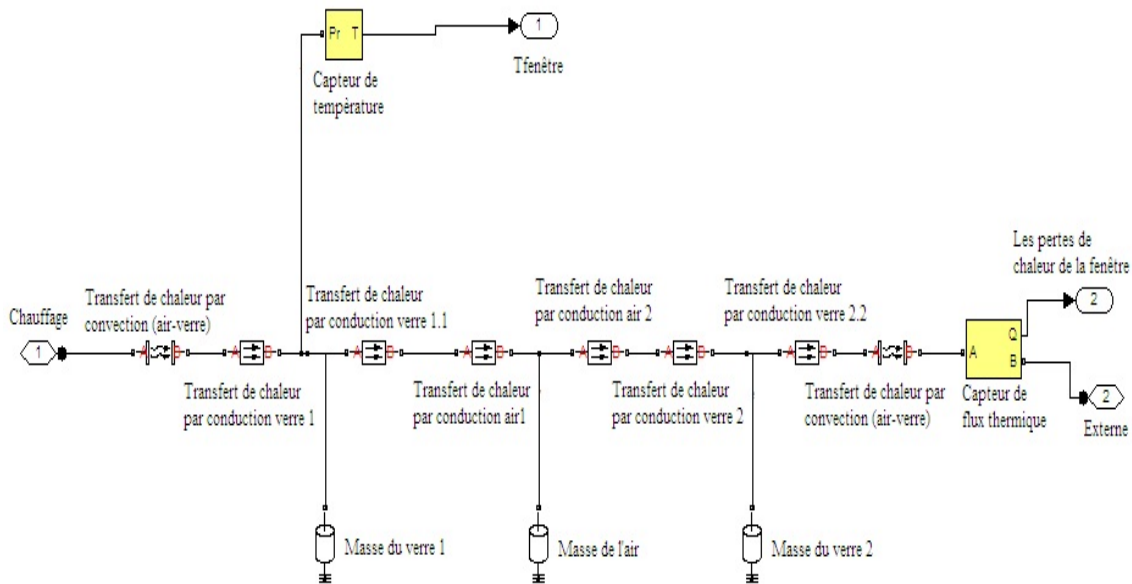 Pr T
1
Capteur de
tempèrature
Tfenêtre
Les pertes de
chaleur de la fenêtre
2
Chauffage
1
Transfert de chaleur par
convection (air-verre)
Transfert de chaleur
par conduction verre 1.1
Transfert de chaleur
par conduction air 2
Transfert de chaleur
par conduction verre 2.2
A
B
A
B
A
B
A
B
A
B
A
B
A
B
A
B
Q
A
B
Transfert de chaleur
par conduction verre 1
Transfert de chaleur
par conduction air1
Transfert de chaleur
par conduction verre 2
Transfert de chaleur par
convection (air-verre)
Capteur de
flux thermique
2
Externe
Masse du verre 1
Masse de l'air
Masse du verre 2